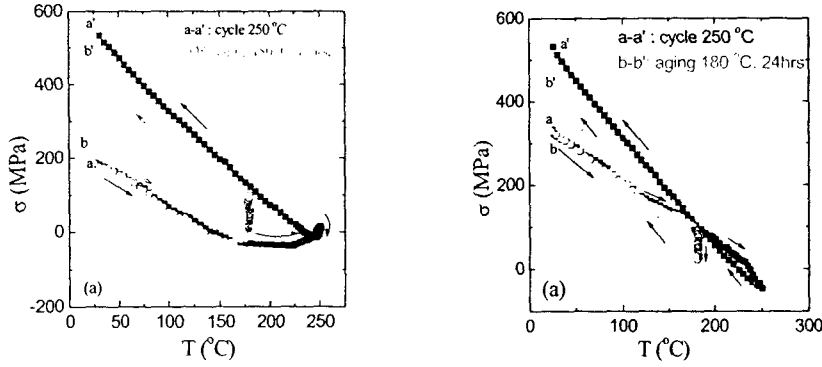 600
400
200
0
-200
σ (MPa)
a'
b'
b
a
a-a' : cycle 250 °C
(a)
0 50 100 150 200 250
T (°C)
600
400
200
0
σ (MPa)
a'
b'
a
b
a-a' : cycle 250 °C
b-b': aging 180 °C, 24hrs
(a)
0 100 200 300
T (°C)